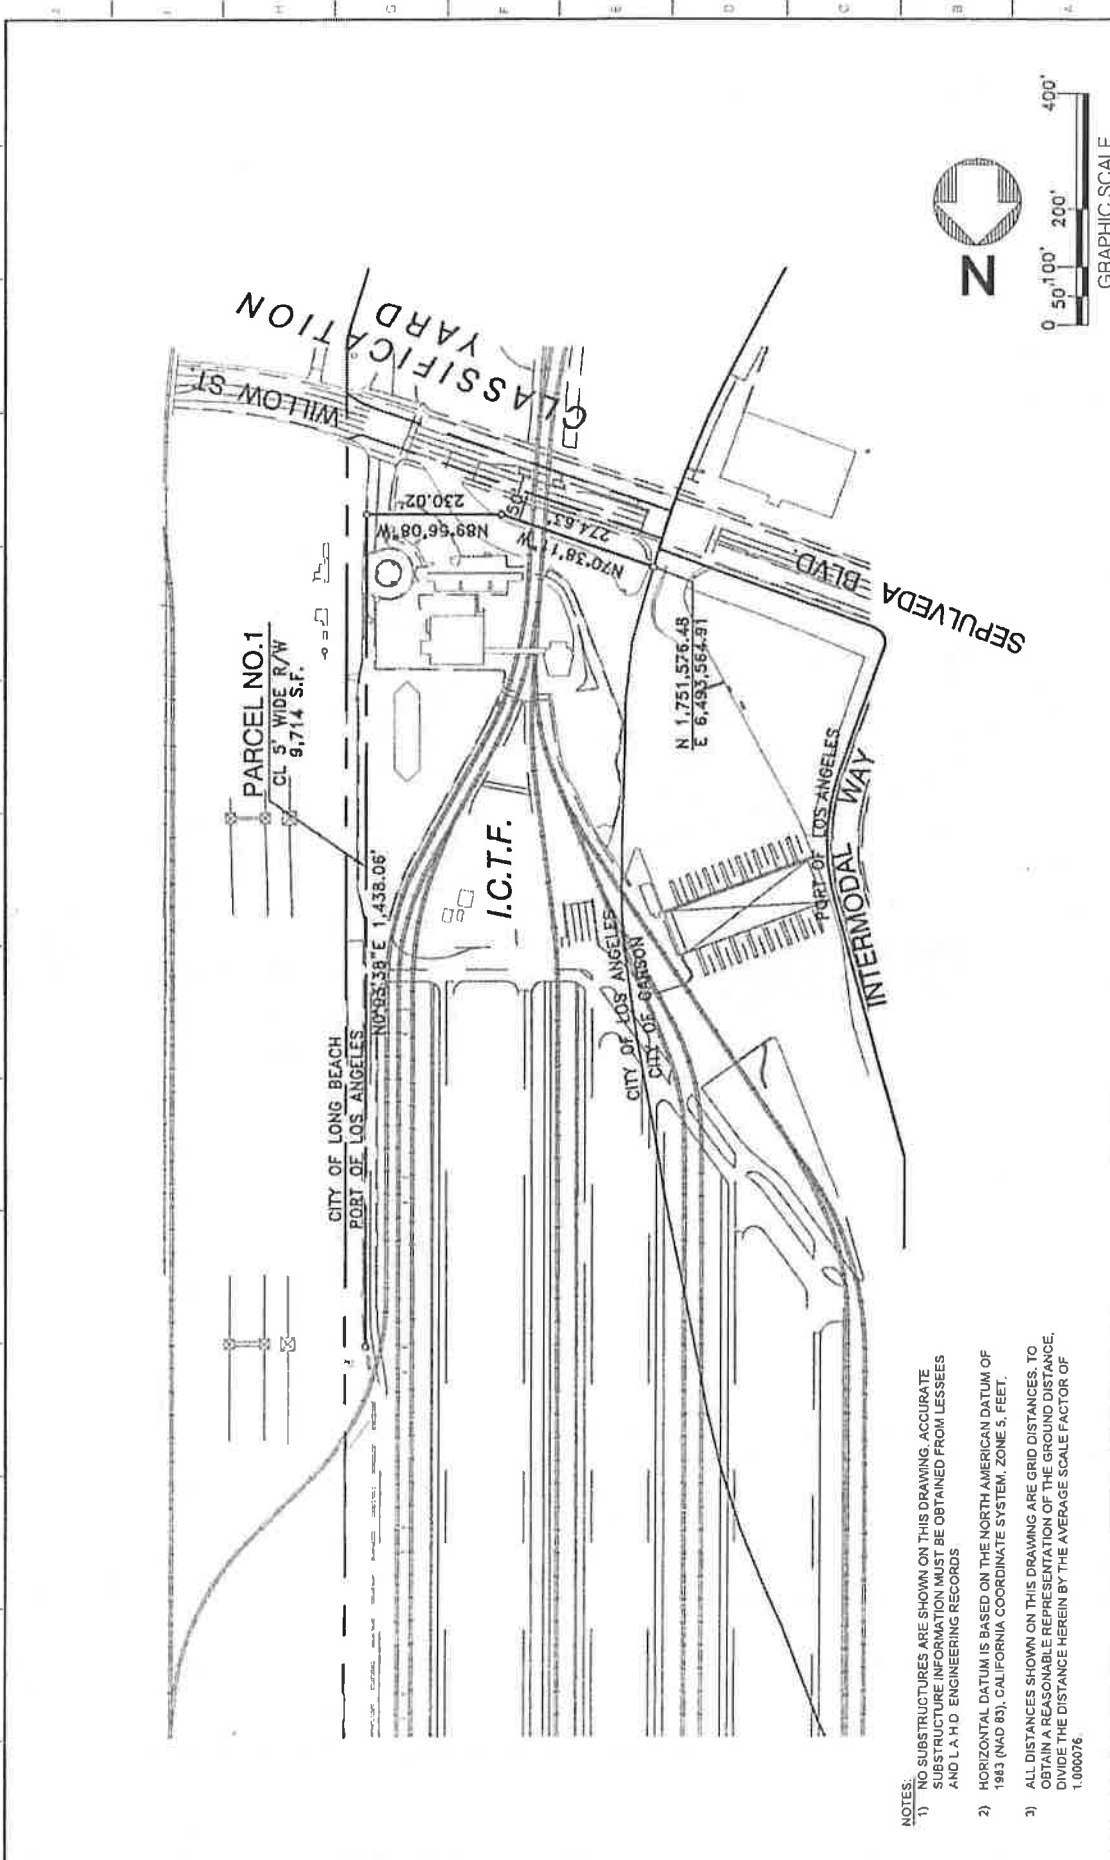 J
I
H
G
F
E
D
C
B
A
CLASSIFICATION
YARD
WILLOW ST.
SEPULVEDA BLVD.
PARCEL NO.1
CL 5' WIDE R/W
9,714 S.F.
N89°56'08"W
230.02'
50'
274.63'
N 1,751,576.48
E 6,493,564.91
I.C.T.F.
N0°03'38"E 1,438.06'
CITY OF LONG BEACH
PORT OF LOS ANGELES
CITY OF LOS ANGELES
CITY OF CARSON
PORT OF LOS ANGELES
INTERMODAL WAY
N
0 50' 100' 200' 400'
GRAPHIC SCALE
NOTES:
1) NO SUBSTRUCTURES ARE SHOWN ON THIS DRAWING. ACCURATE
SUBSTRUCTURE INFORMATION MUST BE OBTAINED FROM LESSEES
AND L.A.H.D. ENGINEERING RECORDS
2) HORIZONTAL DATUM IS BASED ON THE NORTH AMERICAN DATUM OF
1983 (NAD 83), CALIFORNIA COORDINATE SYSTEM, ZONE 5, FEET.
3) ALL DISTANCES SHOWN ON THIS DRAWING ARE GRID DISTANCES. TO
OBTAIN A REASONABLE REPRESENTATION OF THE GROUND DISTANCE,
DIVIDE THE DISTANCE HEREIN BY THE AVERAGE SCALE FACTOR OF
1.000076.